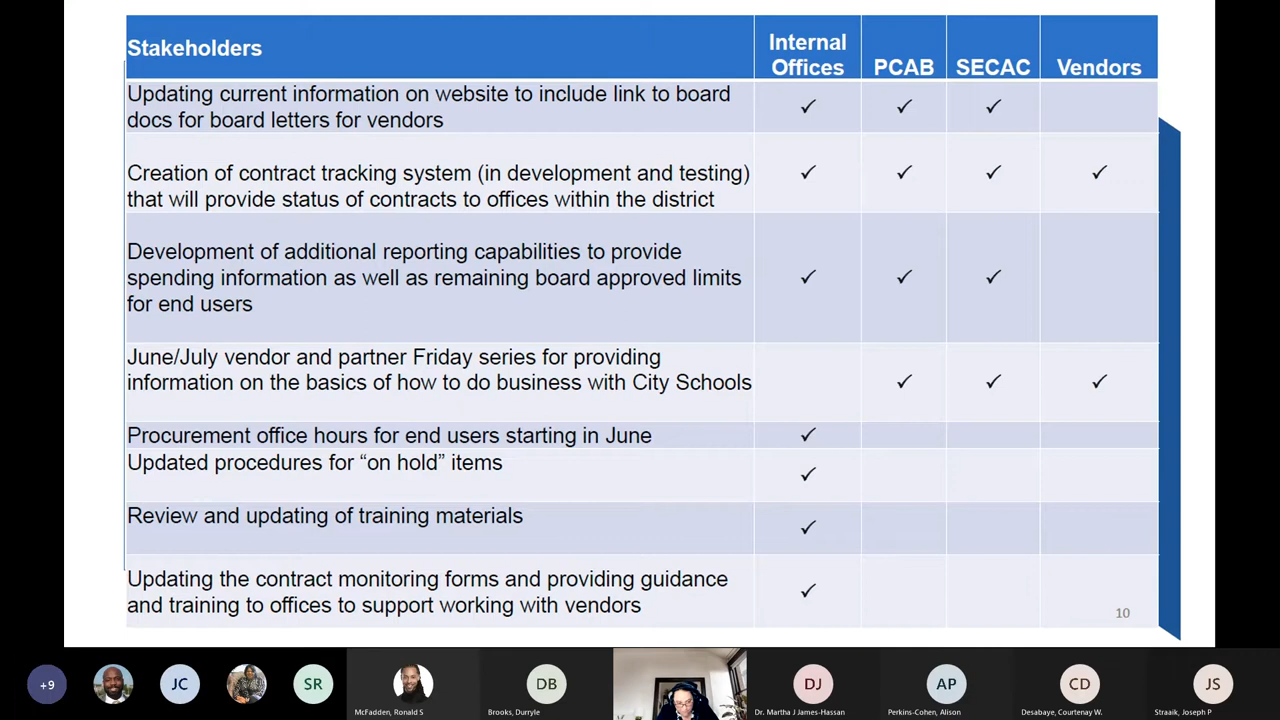 Stakeholders
Internal
Offices
PCAB
SECAC
Vendors
Updating current information on website to include link to board
docs for board letters for vendors
✓ ✓ ✓
Creation of contract tracking system (in development and testing)
that will provide status of contracts to offices within the district
✓ ✓ ✓ ✓
Development of additional reporting capabilities to provide
spending information as well as remaining board approved limits
for end users
✓ ✓ ✓
June/July vendor and partner Friday series for providing
information on the basics of how to do business with City Schools
✓ ✓ ✓
Procurement office hours for end users starting in June
✓
Updated procedures for “on hold” items
✓
Review and updating of training materials
✓
Updating the contract monitoring forms and providing guidance
and training to offices to support working with vendors
✓
10
+9
JC
SR
McFadden, Ronald S
DB
Brooks, Durryle
DJ
Dr. Martha J James-Hassan
AP
Perkins-Cohen, Alison
CD
Desabaye, Courtenay W.
JS
Straaik, Joseph P